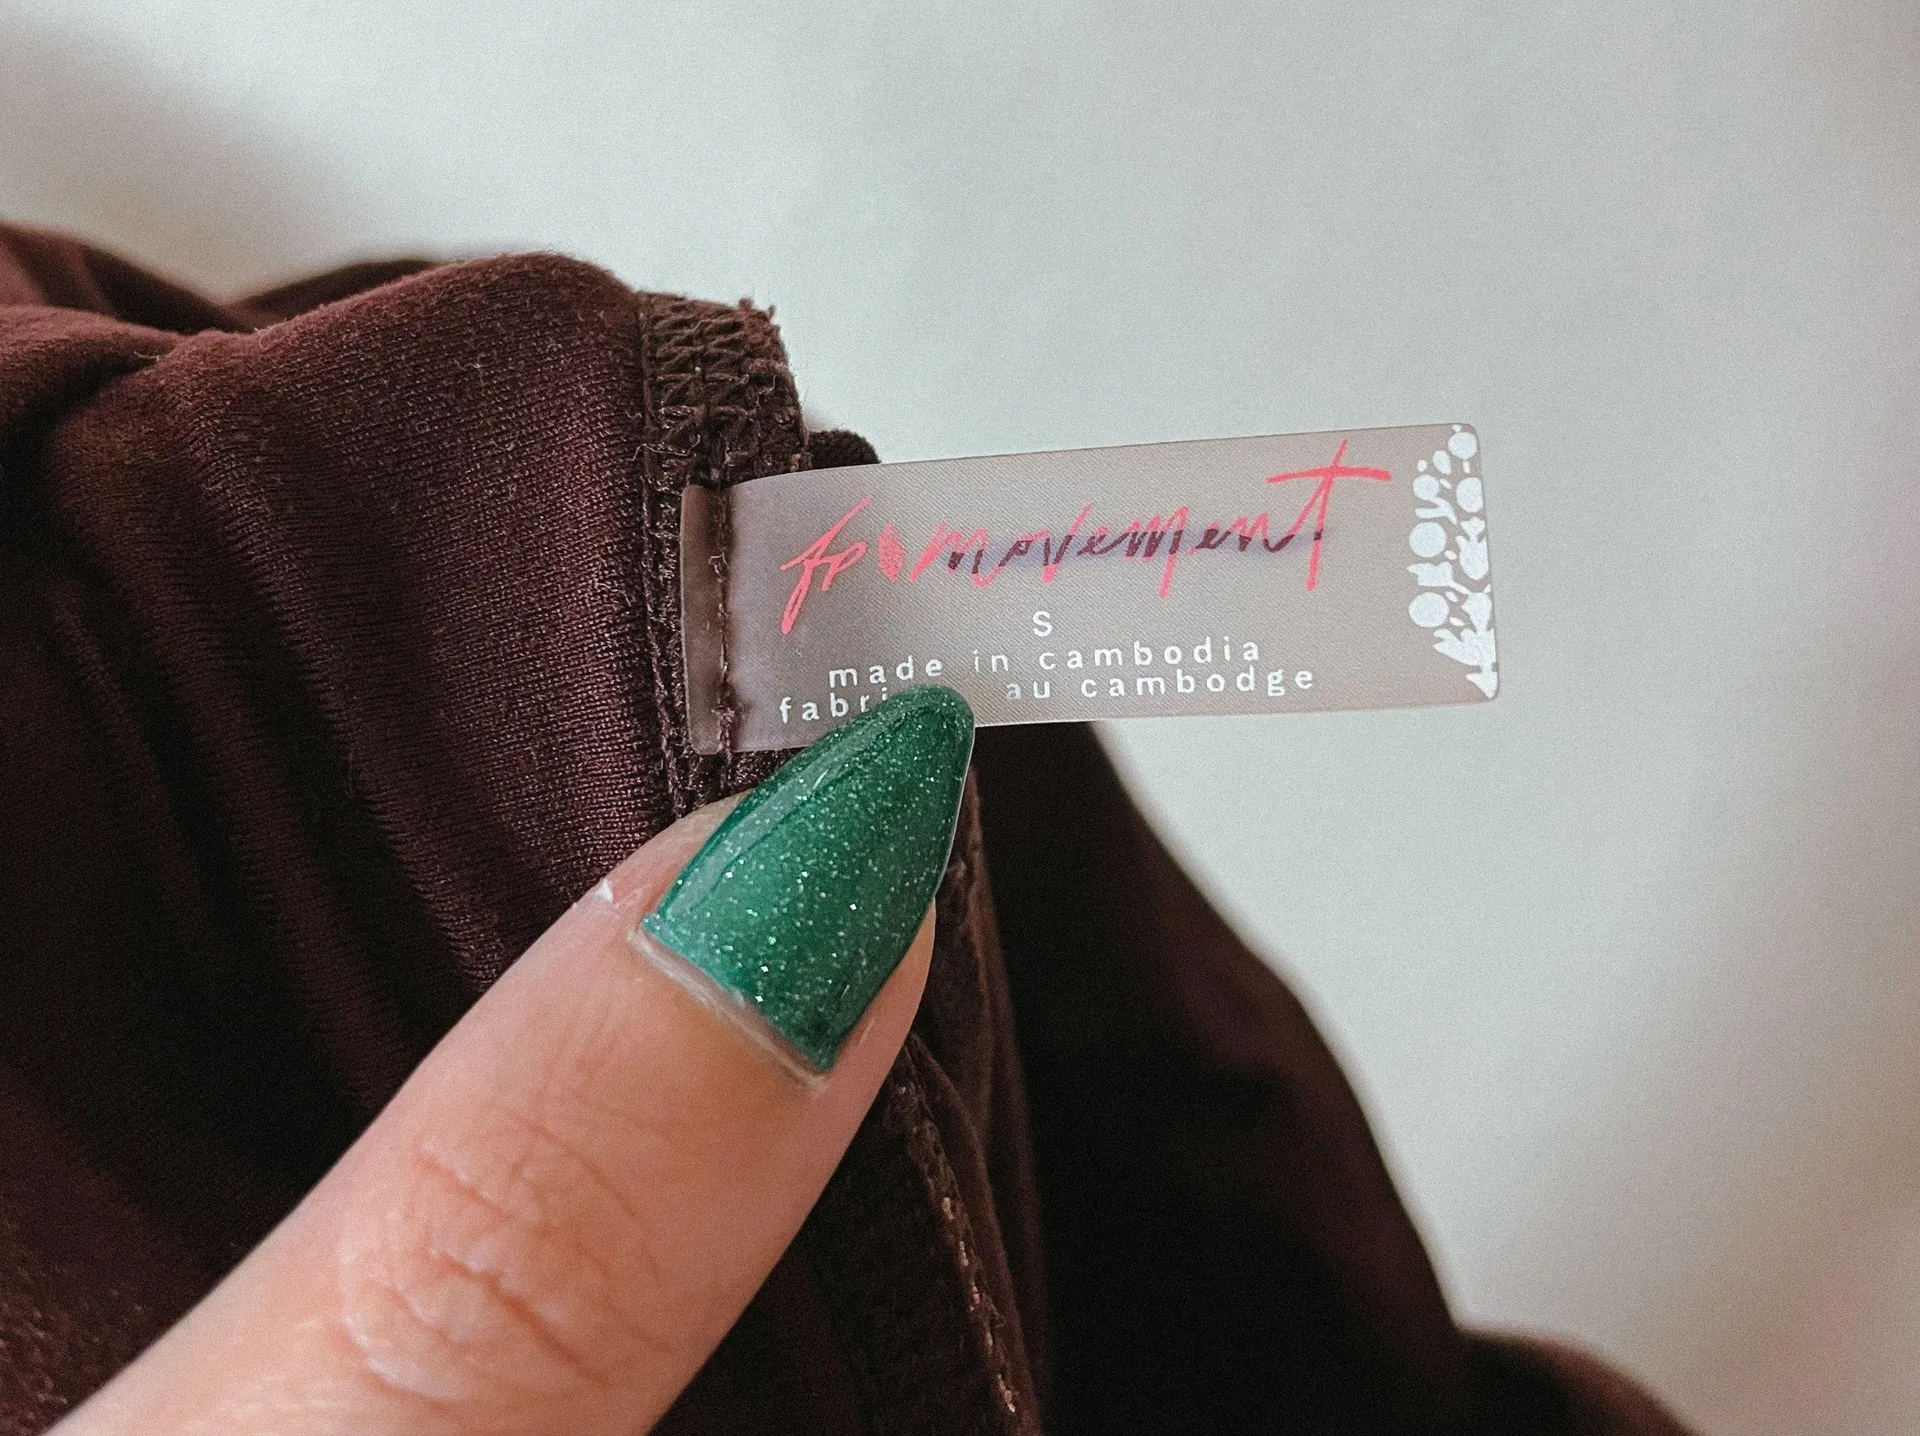 fp movement
S
made in cambodia
au cambodge